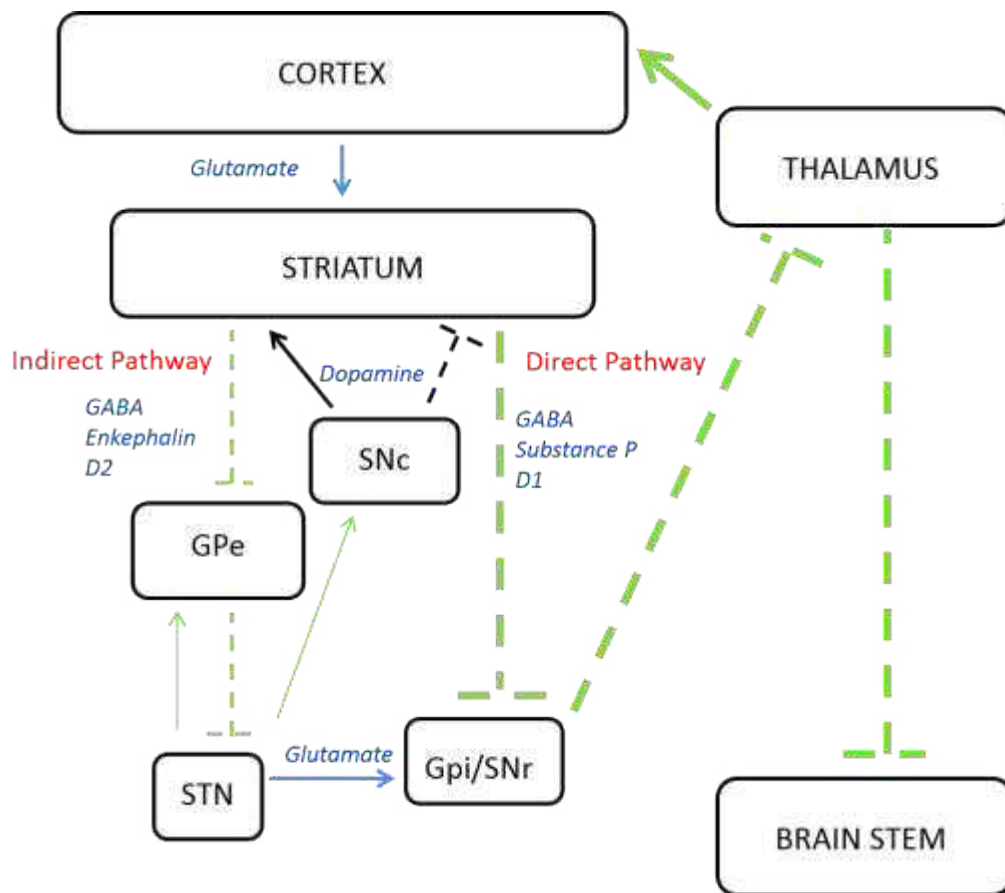 CORTEX
Glutamate
THALAMUS
STRIATUM
Indirect Pathway
Dopamine
Direct Pathway
GABA
Enkephalin
D2
SNc
GABA
Substance P
D1
GPe
Glutamate
STN
Gpi/SNr
BRAIN STEM